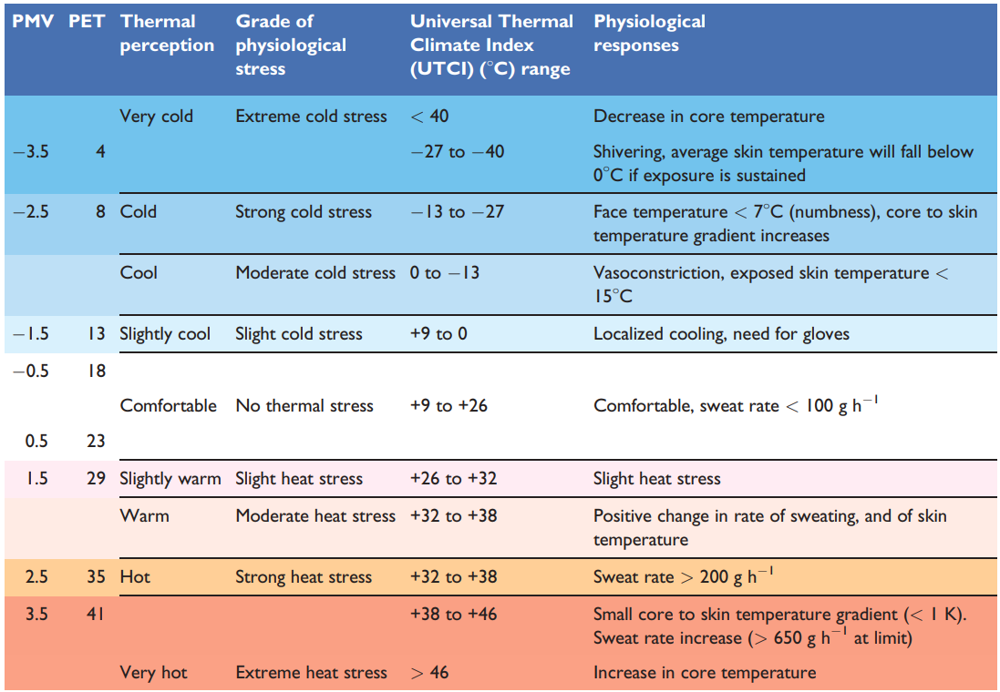 PMV PET Thermal perception Grade of physiological stress Universal Thermal Climate Index (UTCI) (°C) range Physiological responses
Very cold Extreme cold stress < 40 Decrease in core temperature
−3.5 4 −27 to −40 Shivering, average skin temperature will fall below
0°C if exposure is sustained
−2.5 8 Cold Strong cold stress −13 to −27 Face temperature < 7°C (numbness), core to skin
temperature gradient increases
Cool Moderate cold stress 0 to −13 Vasoconstriction, exposed skin temperature <
15°C
−1.5 13 Slightly cool Slight cold stress +9 to 0 Localized cooling, need for gloves
−0.5 18
Comfortable No thermal stress +9 to +26 Comfortable, sweat rate < 100 g h⁻¹
0.5 23
1.5 29 Slightly warm Slight heat stress +26 to +32 Slight heat stress
Warm Moderate heat stress +32 to +38 Positive change in rate of sweating, and of skin
temperature
2.5 35 Hot Strong heat stress +32 to +38 Sweat rate > 200 g h⁻¹
3.5 41 +38 to +46 Small core to skin temperature gradient (< 1 K).
Sweat rate increase (> 650 g h⁻¹ at limit)
Very hot Extreme heat stress > 46 Increase in core temperature